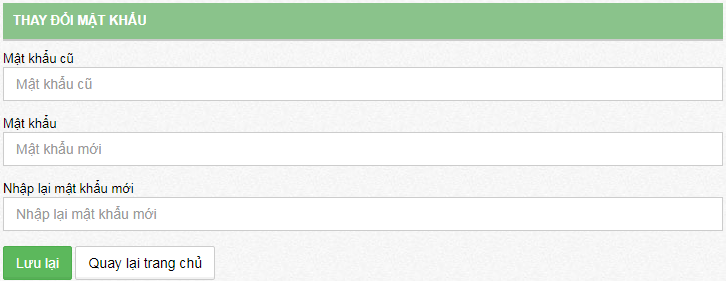 THAY ĐỔI MẬT KHẨU
Mật khẩu cũ
Mật khẩu cũ
Mật khẩu
Mật khẩu mới
Nhập lại mật khẩu mới
Nhập lại mật khẩu mới
Lưu lại Quay lại trang chủ